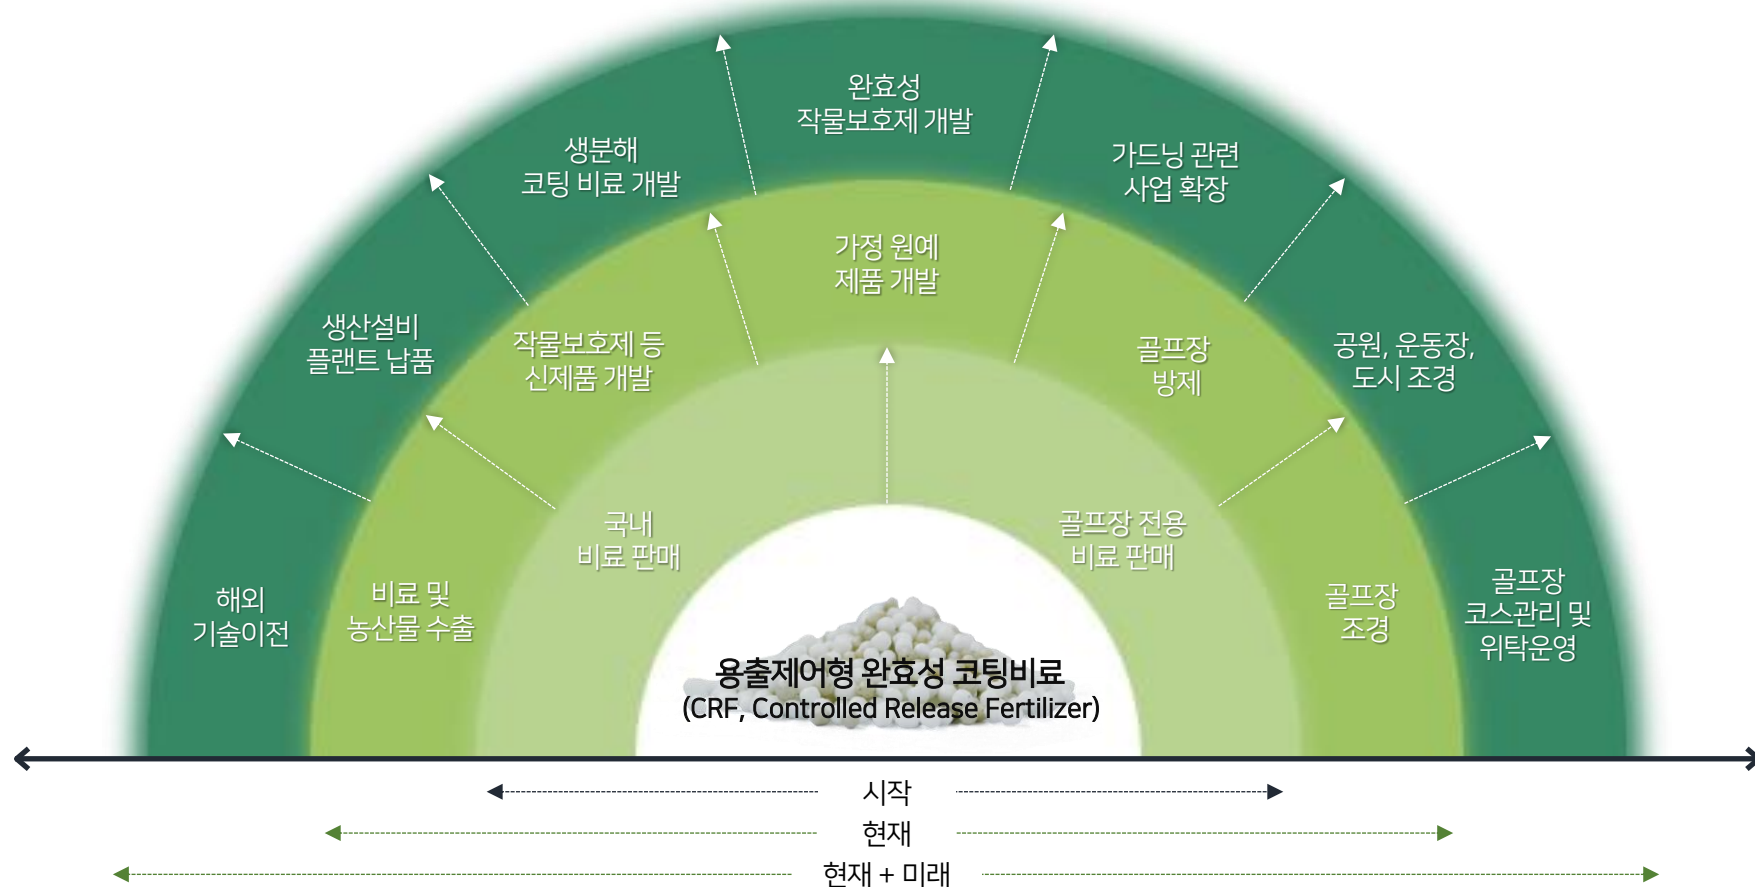 완효성
작물보호제 개발
생분해
코팅 비료 개발
가드닝 관련
사업 확장
생산설비
플랜트 납품
공원, 운동장,
도시 조경
해외
기술이전
골프장
코스관리 및
위탁운영
가정 원예
제품 개발
작물보호제 등
신제품 개발
골프장
방제
비료 및
농산물 수출
골프장
조경
국내
비료 판매
골프장 전용
비료 판매
용출제어형 완효성 코팅비료
(CRF, Controlled Release Fertilizer)
시작
현재
현재 + 미래